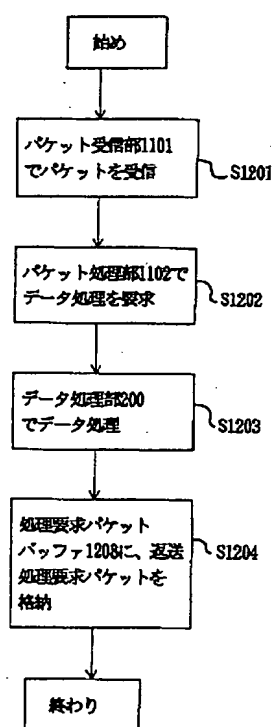 始め
パケット受信部1101
でパケットを受信
S1201
パケット処理部1102で
データ処理を要求
S1202
データ処理部200
でデータ処理
S1203
処理要求パケット
バッファ1208に、返送
処理要求パケットを
格納
S1204
終わり